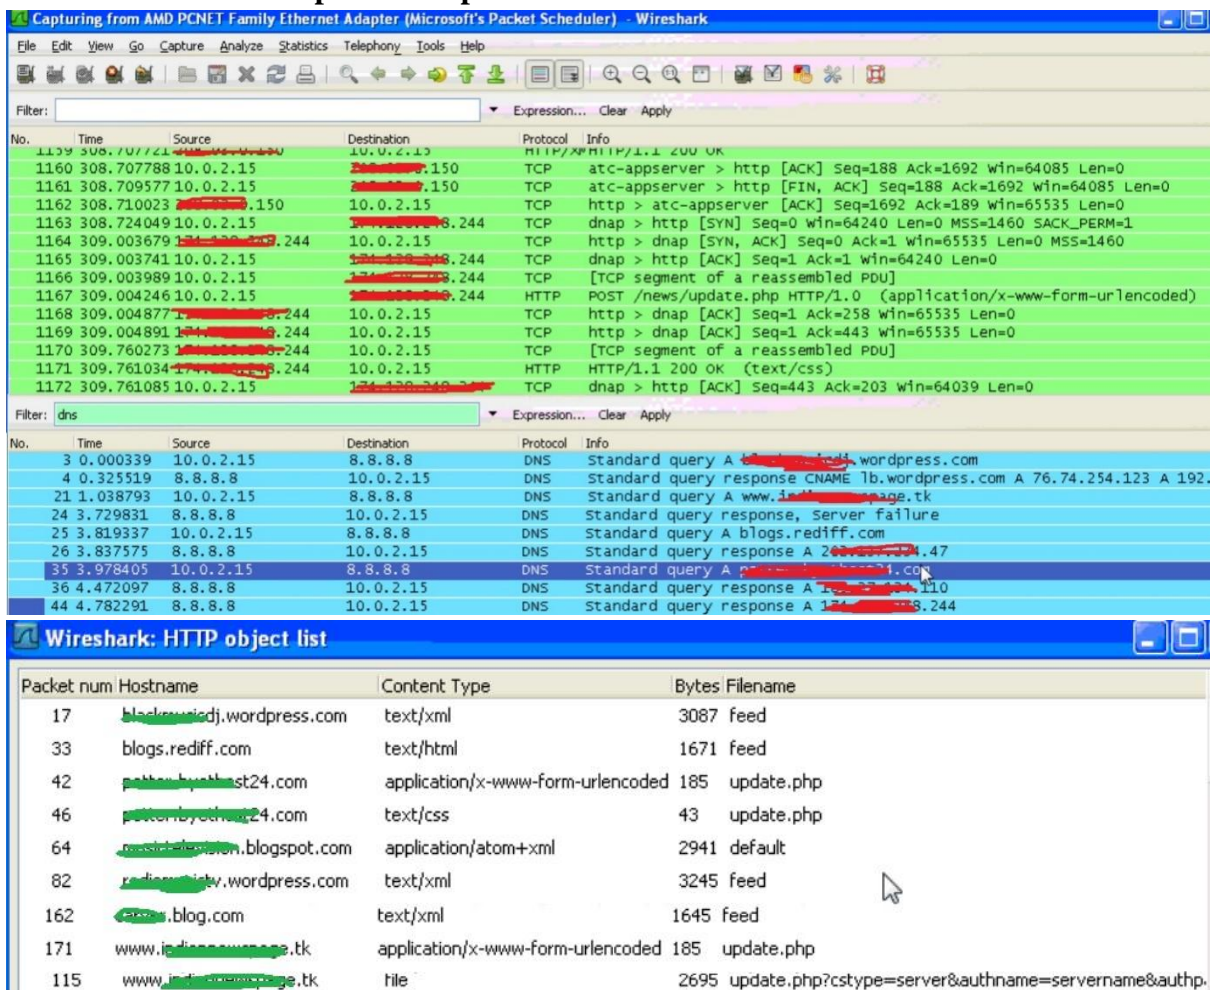 Capturing from AMD PCNET Family Ethernet Adapter (Microsoft's Packet Scheduler) - Wireshark
File Edit View Go Capture Analyze Statistics Telephony Tools Help
Filter: Expression... Clear Apply
No. Time Source Destination Protocol Info
1159 308.707721 10.0.2.15 HTTP/XM HTTP/1.1 200 OK
1160 308.707788 10.0.2.15 .150 TCP atc-appserver > http [ACK] Seq=188 Ack=1692 Win=64085 Len=0
1161 308.709577 10.0.2.15 .150 TCP atc-appserver > http [FIN, ACK] Seq=188 Ack=1692 Win=64085 Len=0
1162 308.710023 .150 10.0.2.15 TCP http > atc-appserver [ACK] Seq=1692 Ack=189 Win=65535 Len=0
1163 308.724049 10.0.2.15 8.244 TCP dnap > http [SYN] Seq=0 Win=64240 Len=0 MSS=1460 SACK_PERM=1
1164 309.003679 .244 10.0.2.15 TCP http > dnap [SYN, ACK] Seq=0 Ack=1 Win=65535 Len=0 MSS=1460
1165 309.003741 10.0.2.15 8.244 TCP dnap > http [ACK] Seq=1 Ack=1 Win=64240 Len=0
1166 309.003989 10.0.2.15 8.244 TCP [TCP segment of a reassembled PDU]
1167 309.004246 10.0.2.15 .244 HTTP POST /news/update.php HTTP/1.0 (application/x-www-form-urlencoded)
1168 309.004877 .244 10.0.2.15 TCP http > dnap [ACK] Seq=1 Ack=258 Win=65535 Len=0
1169 309.004891 .244 10.0.2.15 TCP http > dnap [ACK] Seq=1 Ack=443 Win=65535 Len=0
1170 309.760273 .244 10.0.2.15 TCP [TCP segment of a reassembled PDU]
1171 309.761034 .244 10.0.2.15 HTTP HTTP/1.1 200 OK (text/css)
1172 309.761085 10.0.2.15 TCP dnap > http [ACK] Seq=443 Ack=203 Win=64039 Len=0
Filter: dns Expression... Clear Apply
No. Time Source Destination Protocol Info
3 0.000339 10.0.2.15 8.8.8.8 DNS Standard query A .wordpress.com
4 0.325519 8.8.8.8 10.0.2.15 DNS Standard query response CNAME lb.wordpress.com A 76.74.254.123 A 192.
21 1.038793 10.0.2.15 8.8.8.8 DNS Standard query A www. page.tk
24 3.729831 8.8.8.8 10.0.2.15 DNS Standard query response, Server failure
25 3.819337 10.0.2.15 8.8.8.8 DNS Standard query A blogs.rediff.com
26 3.837575 8.8.8.8 10.0.2.15 DNS Standard query response A .47
35 3.978405 10.0.2.15 8.8.8.8 DNS Standard query A .com
36 4.472097 8.8.8.8 10.0.2.15 DNS Standard query response A .110
44 4.782291 8.8.8.8 10.0.2.15 DNS Standard query response A 8.244
Wireshark: HTTP object list
Packet num Hostname Content Type Bytes Filename
17 dj.wordpress.com text/xml 3087 feed
33 blogs.rediff.com text/html 1671 feed
42 st24.com application/x-www-form-urlencoded 185 update.php
46 24.com text/css 43 update.php
64 .blogspot.com application/atom+xml 2941 default
82 .wordpress.com text/xml 3245 feed
162 .blog.com text/xml 1645 feed
171 www. .tk application/x-www-form-urlencoded 185 update.php
115 www. .tk file 2695 update.php?cstype=server&authname=servername&authp.